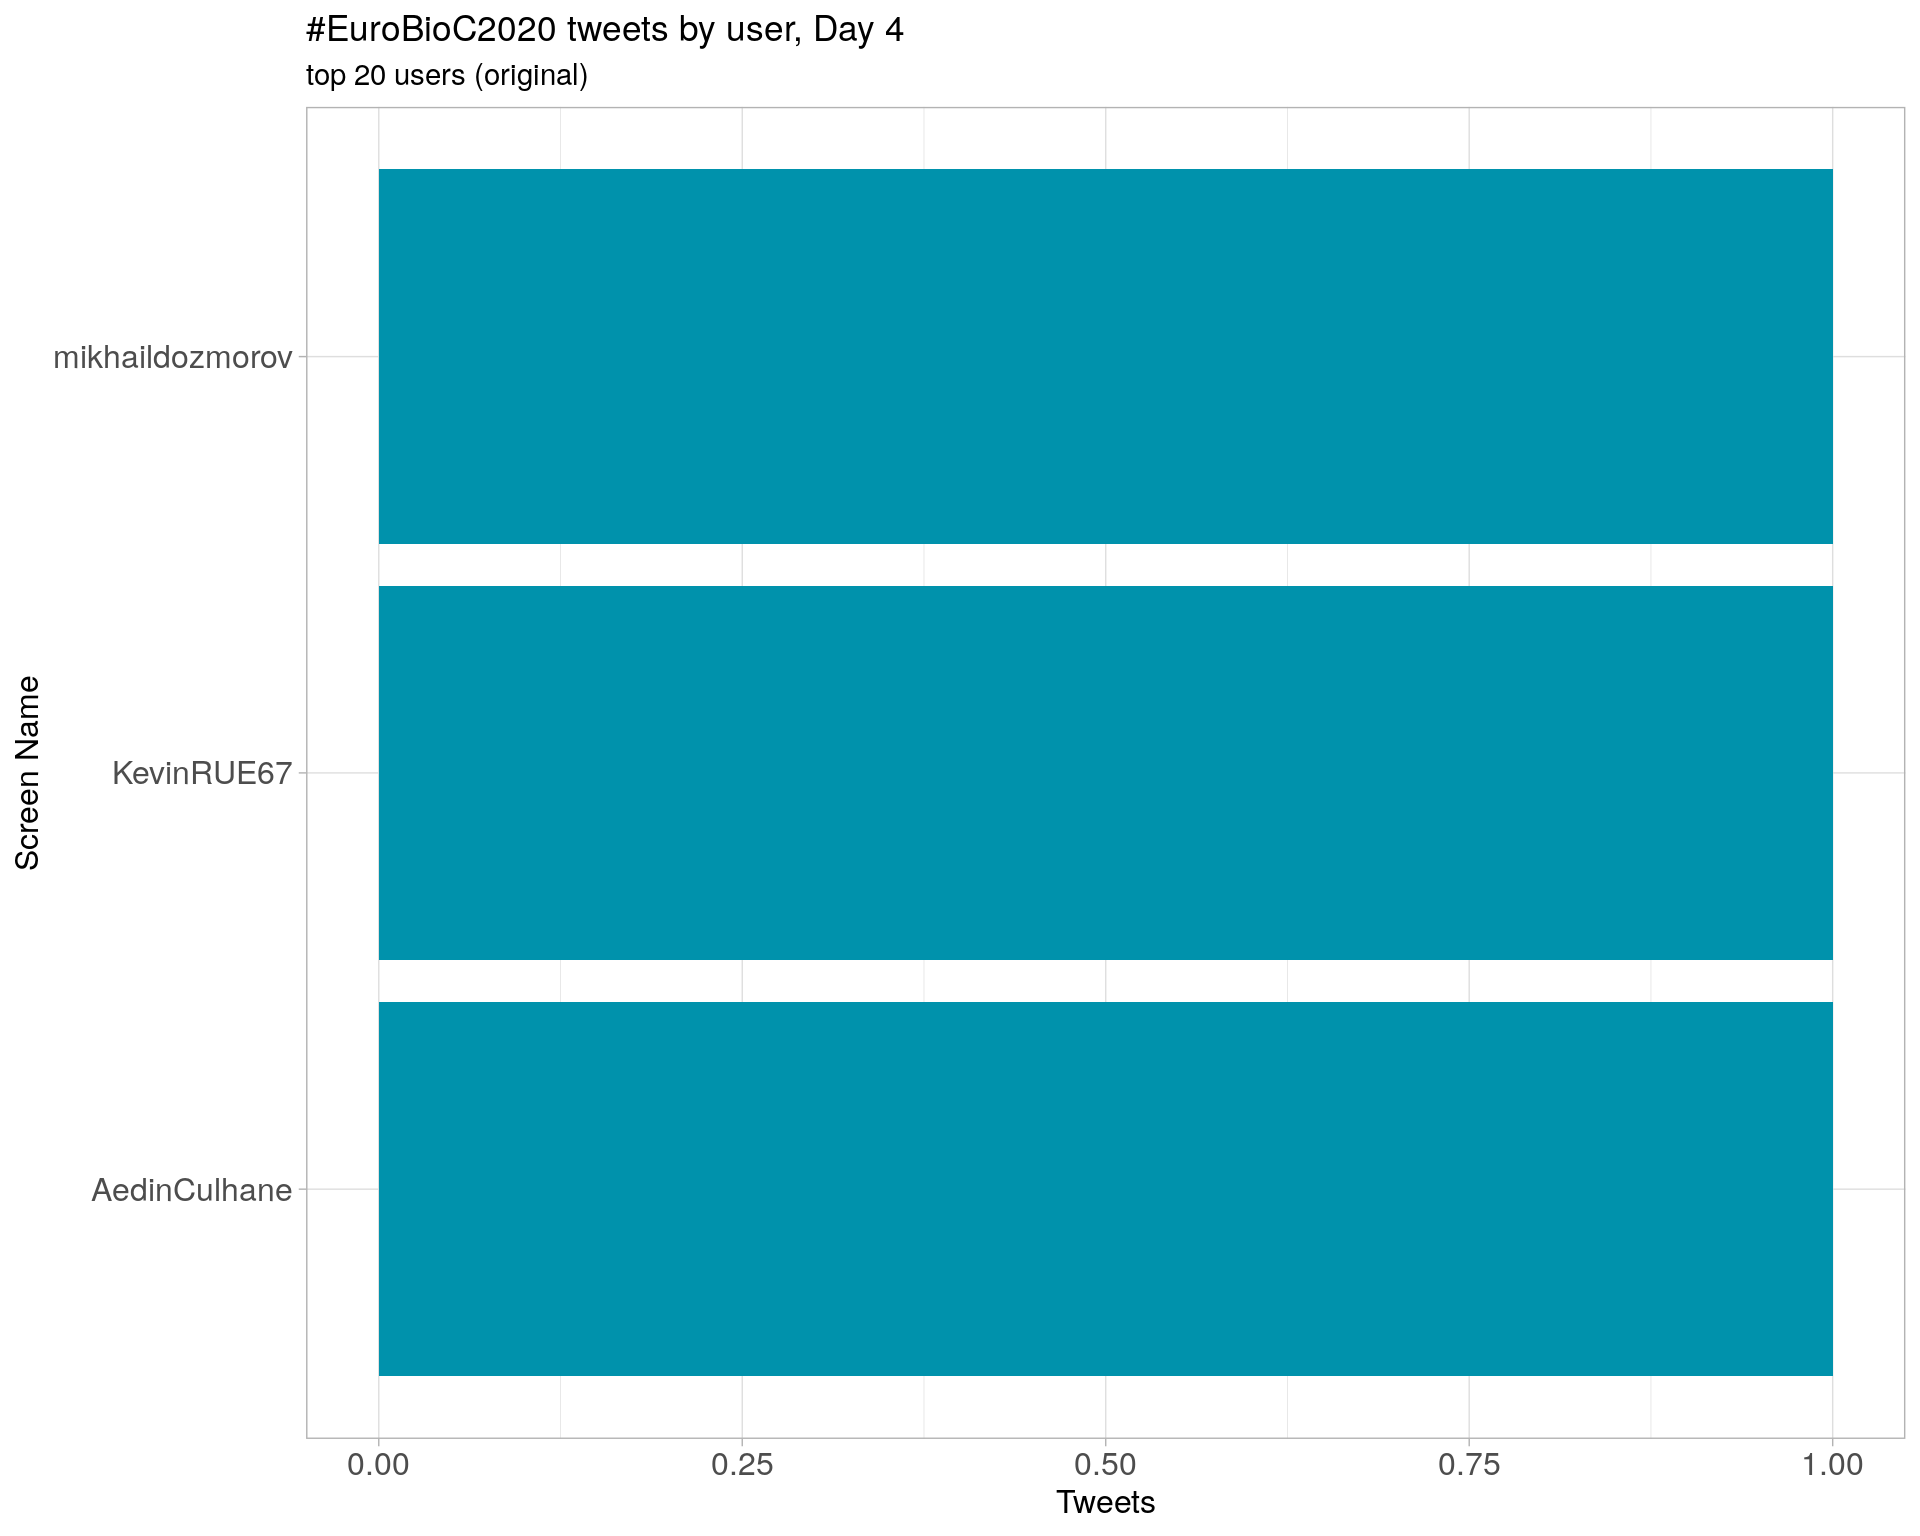 #EuroBioC2020 tweets by user, Day 4
top 20 users (original)
mikhaildozmorov
KevinRUE67
AedinCulhane
Screen Name
0.00 0.25 0.50 0.75 1.00
Tweets